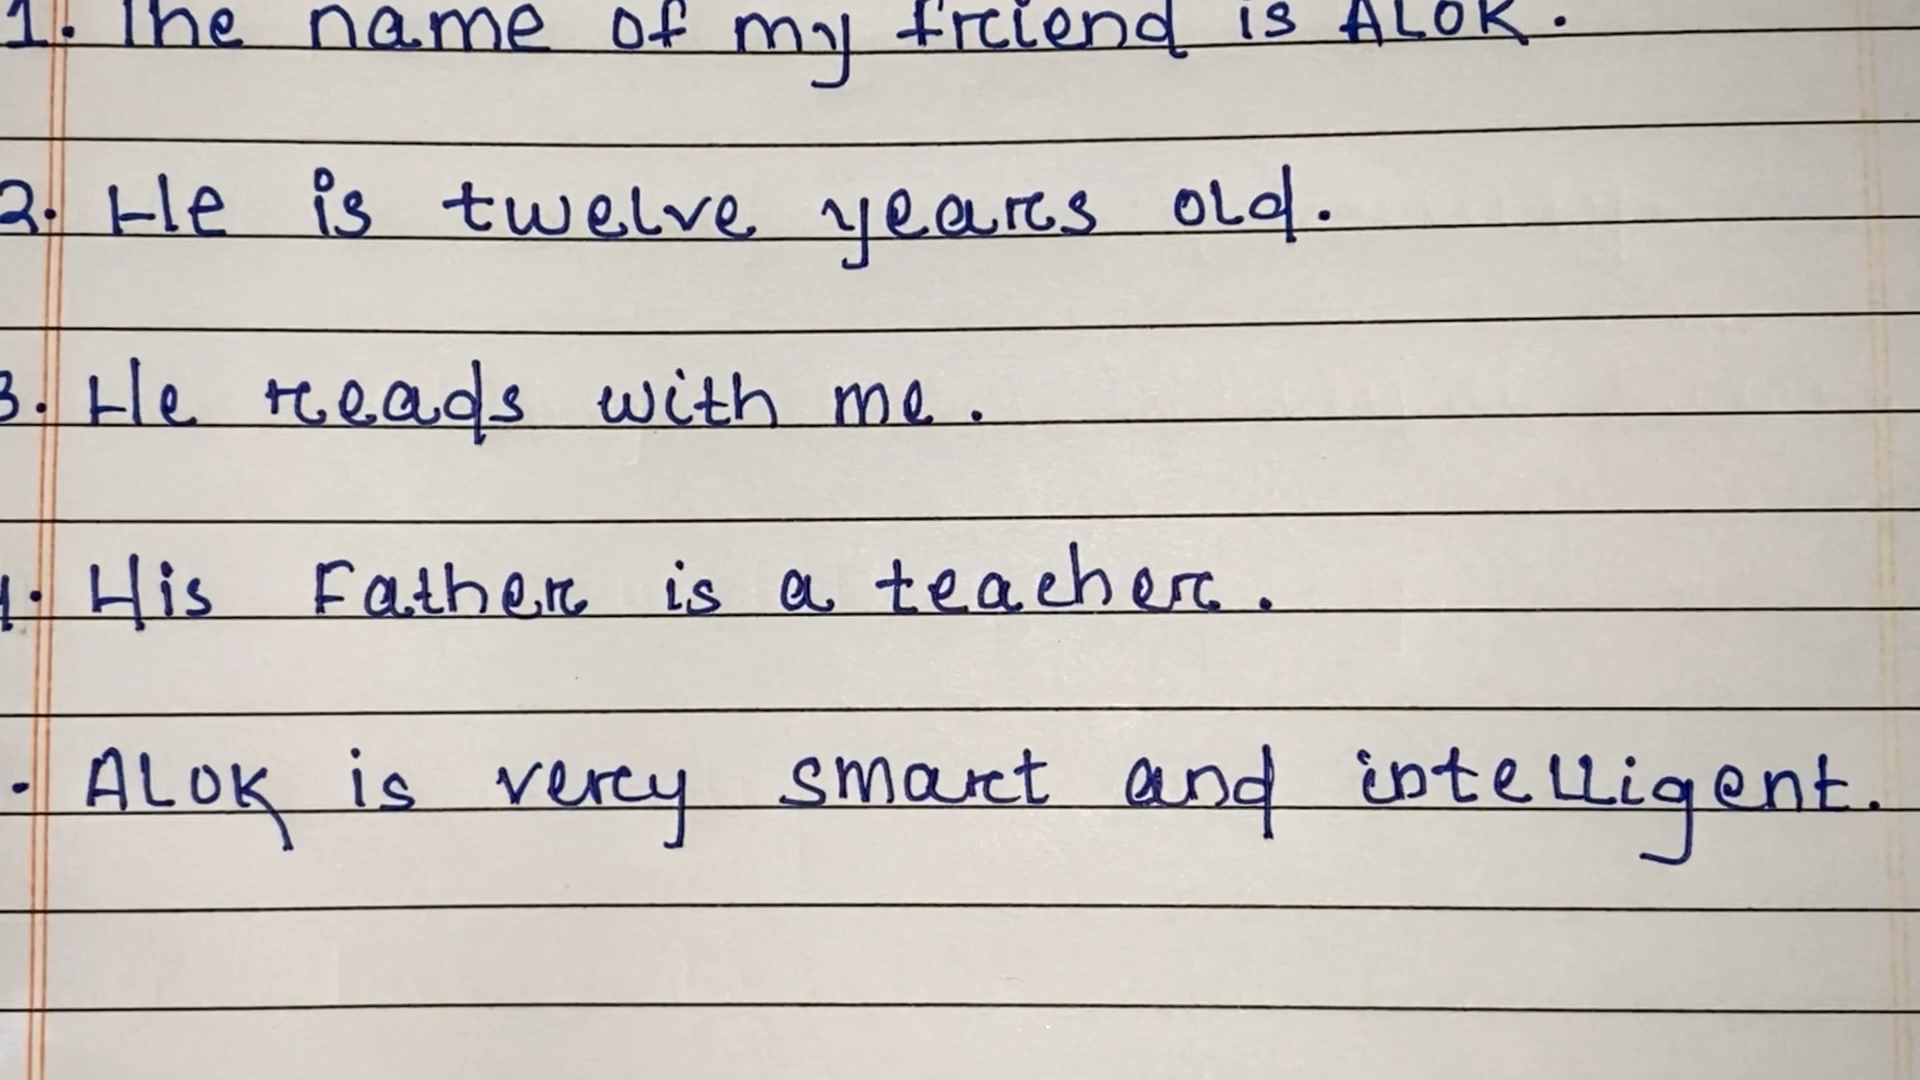 1. The name of my friend is ALOK.
2. He is twelve years old.
3. He reads with me.
4. His Father is a teacher.
. ALOK is very smart and intelligent.